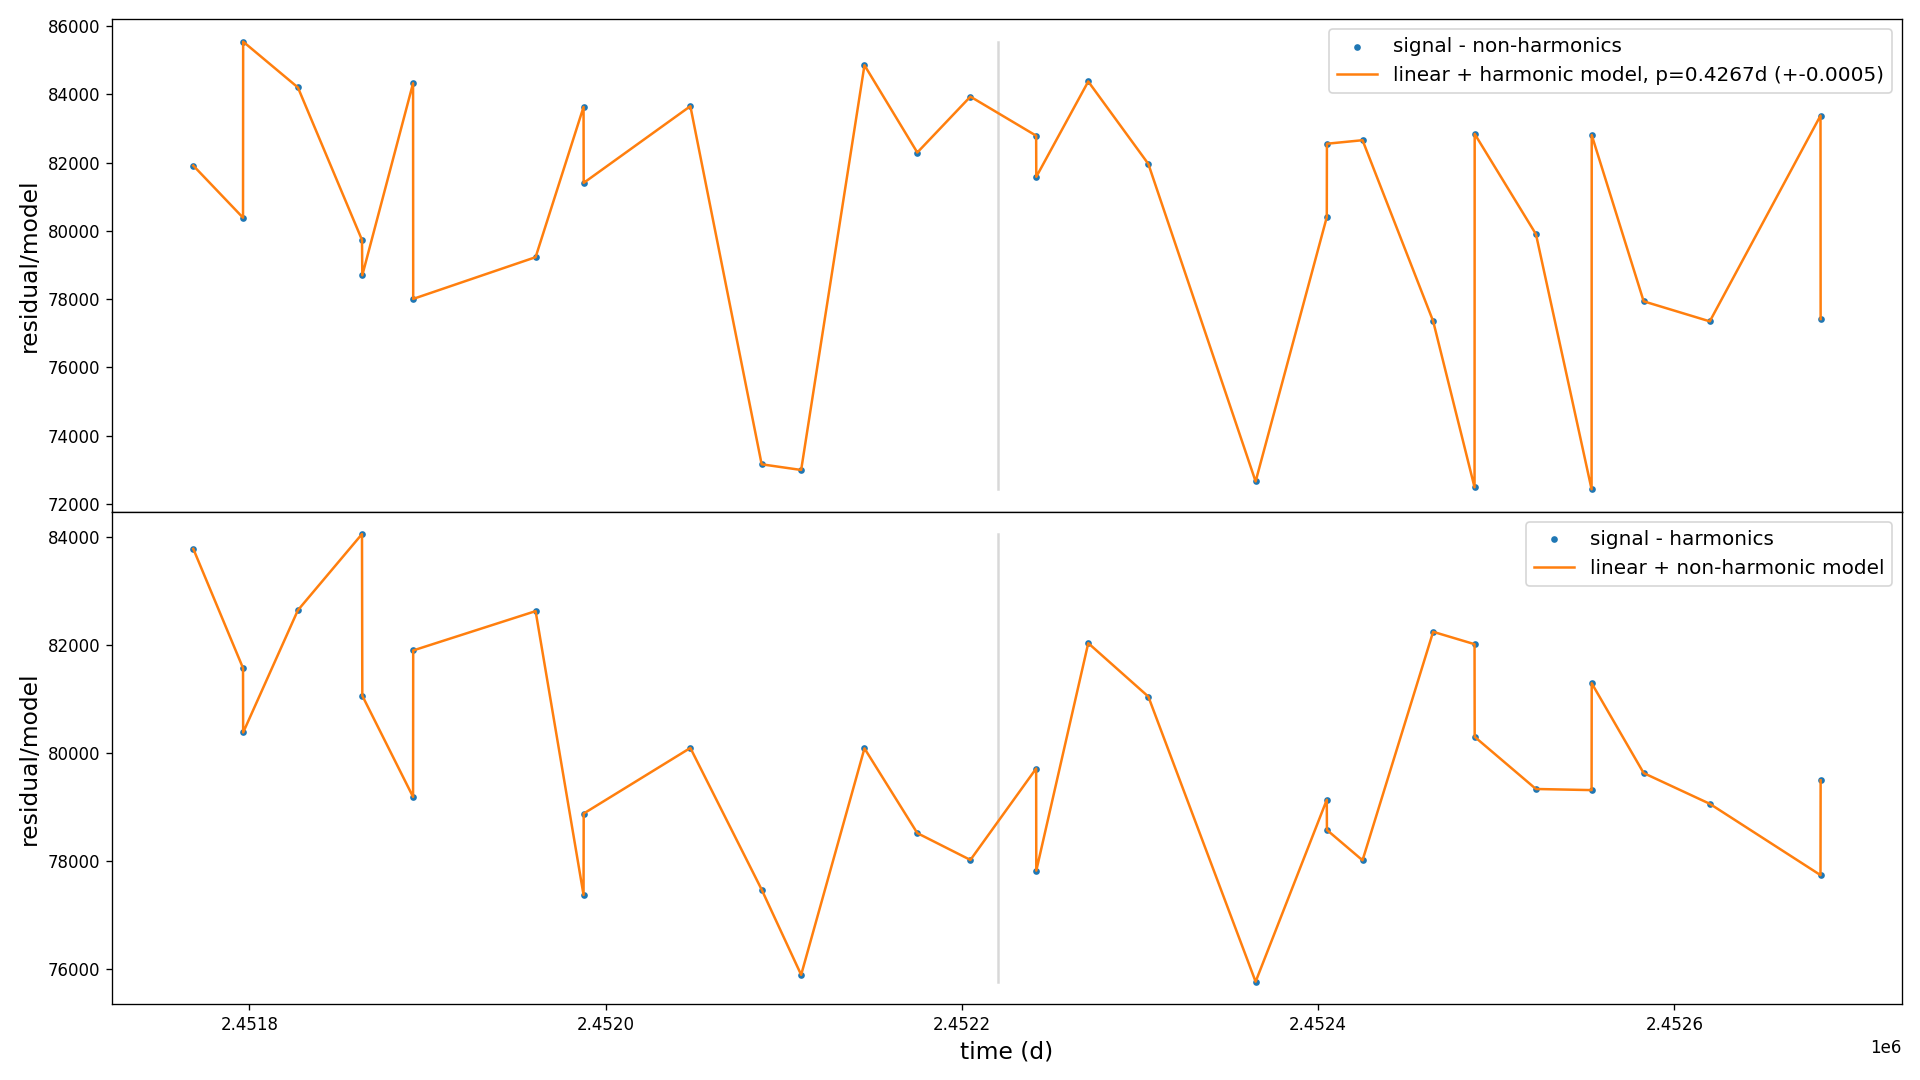 86000
84000
82000
80000
78000
76000
74000
72000
residual/model
signal - non-harmonics
linear + harmonic model, p=0.4267d (+-0.0005)
84000
82000
80000
78000
76000
residual/model
signal - harmonics
linear + non-harmonic model
2.4518 2.4520 2.4522 2.4524 2.4526
1e6
time (d)